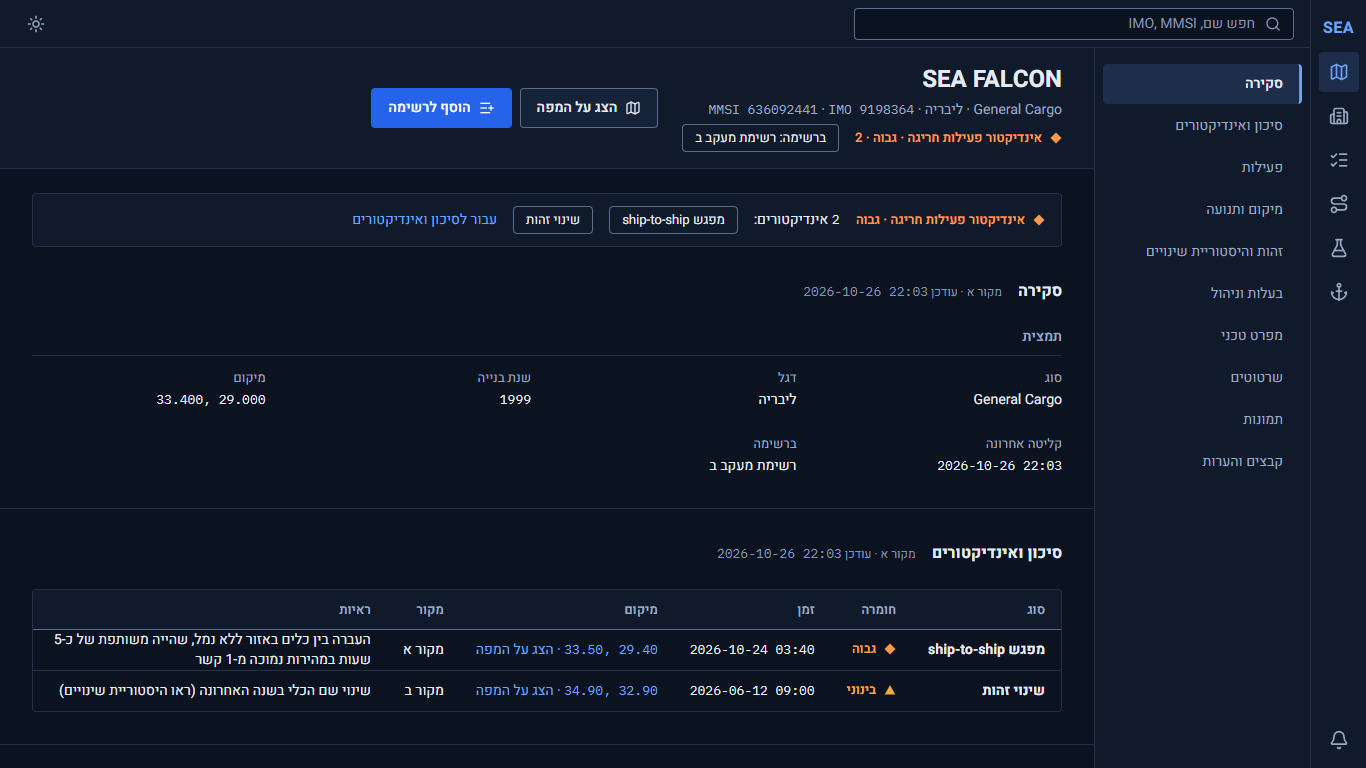 SEA
חפש שם, IMO, MMSI
סקירה
סיכון ואינדיקטורים
פעילות
מיקום ותנועה
זהות והיסטוריית שינויים
בעלות וניהול
מפרט טכני
שרטוטים
תמונות
קבצים והערות
SEA FALCON
General Cargo · ליבריה · IMO 9198364 · MMSI 636092441
אינדיקטור פעילות חריגה · גבוה · 2 ברשימה: רשימת מעקב ב
הצג על המפה
הוסף לרשימה
אינדיקטור פעילות חריגה · גבוה 2 אינדיקטורים: מפגש ship-to-ship שינוי זהות עבור לסיכון ואינדיקטורים
סקירה מקור א · עודכן 2026-10-26 22:03
תמצית
סוג דגל שנת בנייה מיקום
General Cargo ליבריה 1999 33.400, 29.000
קליטה אחרונה ברשימה
2026-10-26 22:03 רשימת מעקב ב
סיכון ואינדיקטורים מקור א · עודכן 2026-10-26 22:03
סוג חומרה זמן מיקום מקור ראיות
מפגש ship-to-ship גבוה 2026-10-24 03:40 33.50, 29.40 · הצג על המפה מקור א העברה בין כלים באזור ללא נמל, שהייה משותפת של כ-5
שעות במהירות נמוכה מ-1 קשר
שינוי זהות בינוני 2026-06-12 09:00 34.90, 32.90 · הצג על המפה מקור ב שינוי שם הכלי בשנה האחרונה (ראו היסטוריית שינויים)